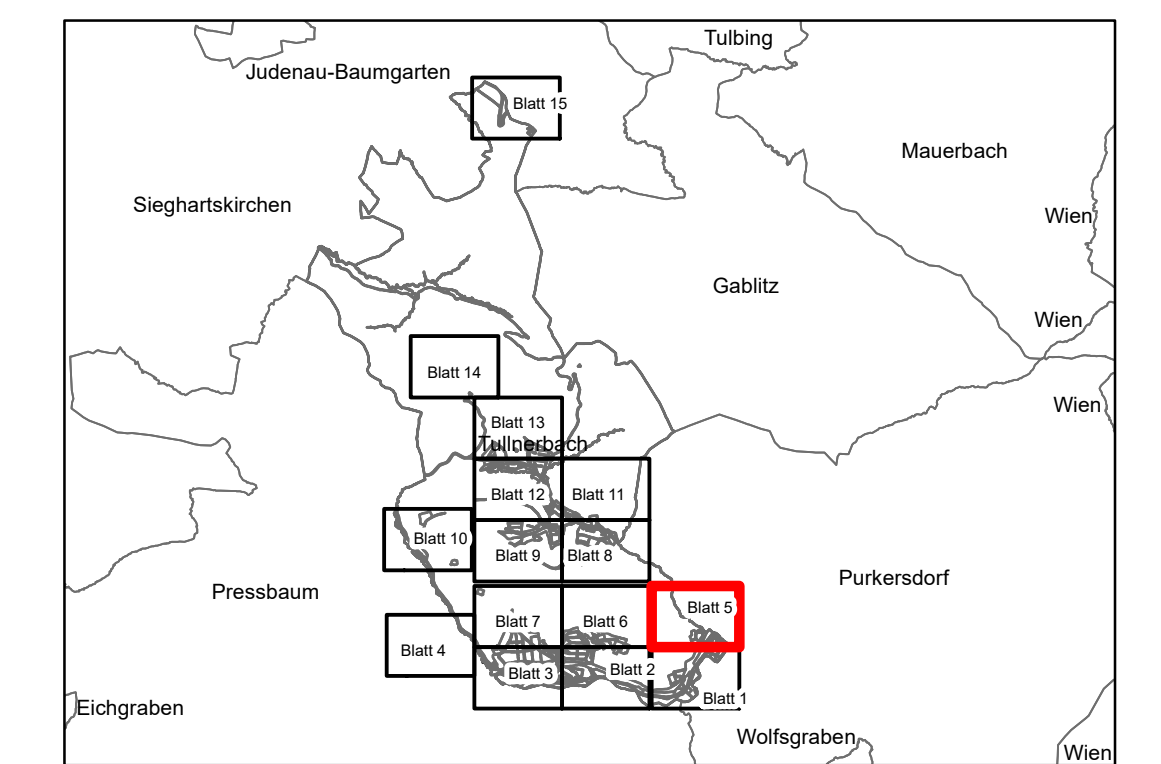 Tulbing
Judenau-Baumgarten
Blatt 15
Mauerbach
Sieghartskirchen
Wien
Gablitz
Wien
Blatt 14
Wien
Blatt 13
Tullnerbach
Blatt 12
Blatt 11
Blatt 10
Blatt 9
Blatt 8
Purkersdorf
Pressbaum
Blatt 5
Blatt 7
Blatt 6
Blatt 4
Blatt 3
Blatt 2
Blatt 1
Eichgraben
Wolfsgraben
Wien